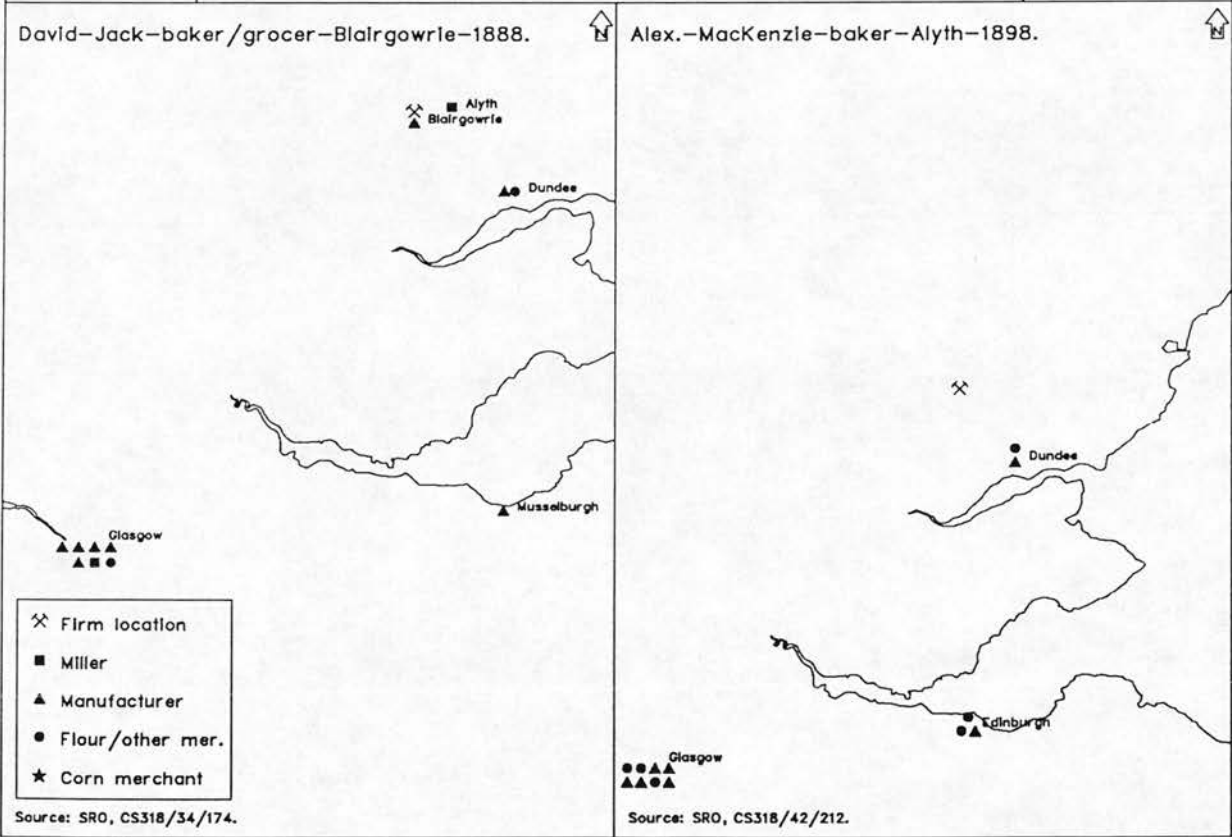 David-Jack-baker/grocer-Blairgowrie-1888.
N
Alyth
Blairgowrie
Dundee
Musselburgh
Glasgow
Firm location
Miller
Manufacturer
Flour/other mer.
Corn merchant
Source: SRO, CS318/34/174.
Alex.-MacKenzie-baker-Alyth-1898.
N
Dundee
Edinburgh
Glasgow
Source: SRO, CS318/42/212.